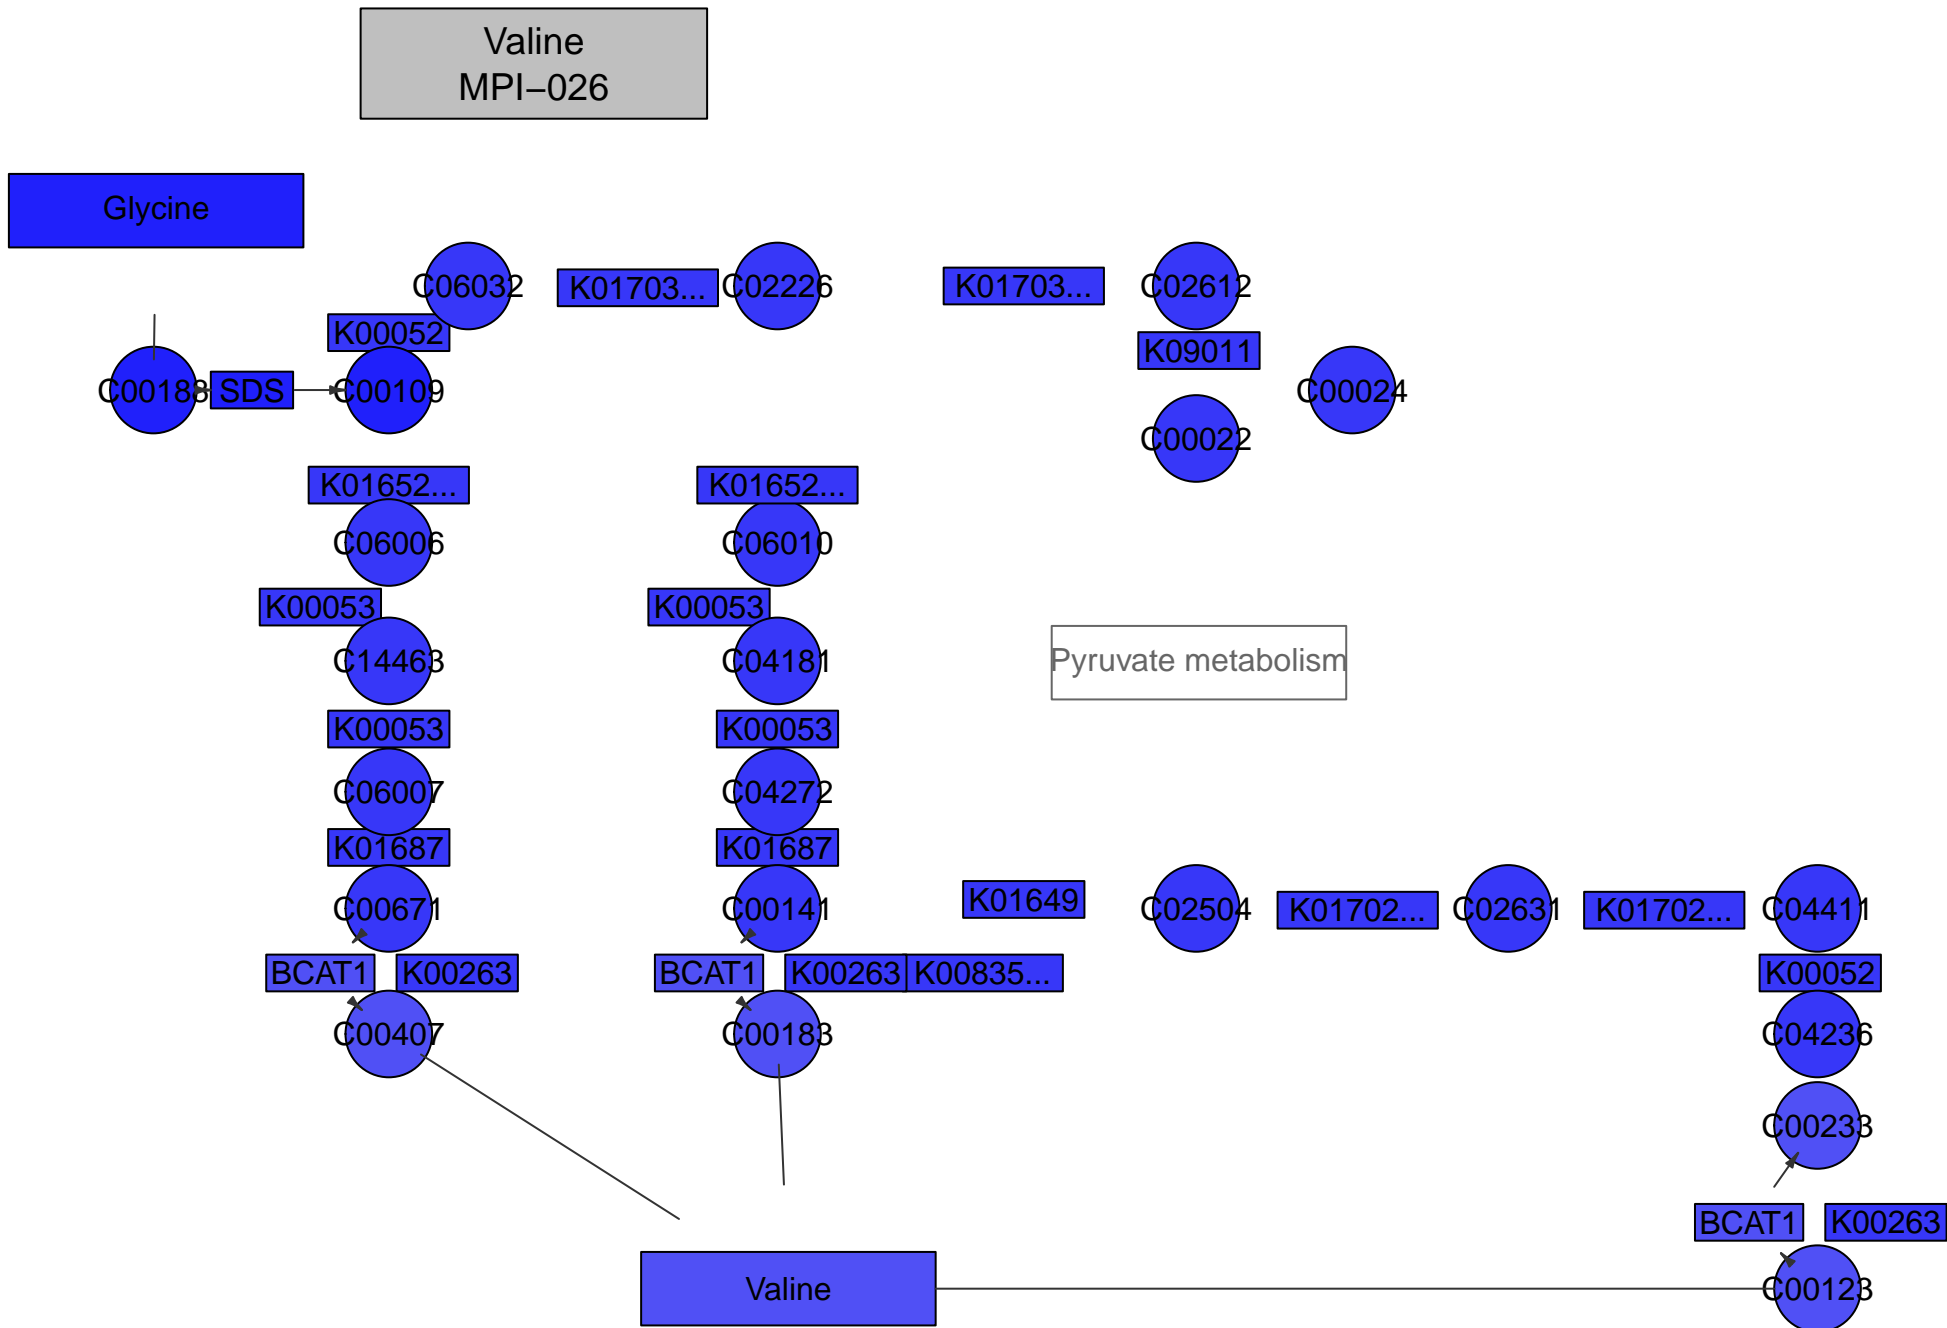 Valine
MPI−026
Glycine
C06032
K01703...
C02226
K01703...
C02612
K00052
K09011
C00188
SDS
C00109
C00024
C00022
K01652...
K01652...
C06006
C06010
K00053
K00053
C14463
C04181
Pyruvate metabolism
K00053
K00053
C06007
C04272
K01687
K01687
C00671
C00141
K01649
C02504
K01702...
C02631
K01702...
C04411
BCAT1
K00263
BCAT1
K00263
K00835...
K00052
C00407
C00183
C04236
C00233
BCAT1
K00263
Valine
C00123